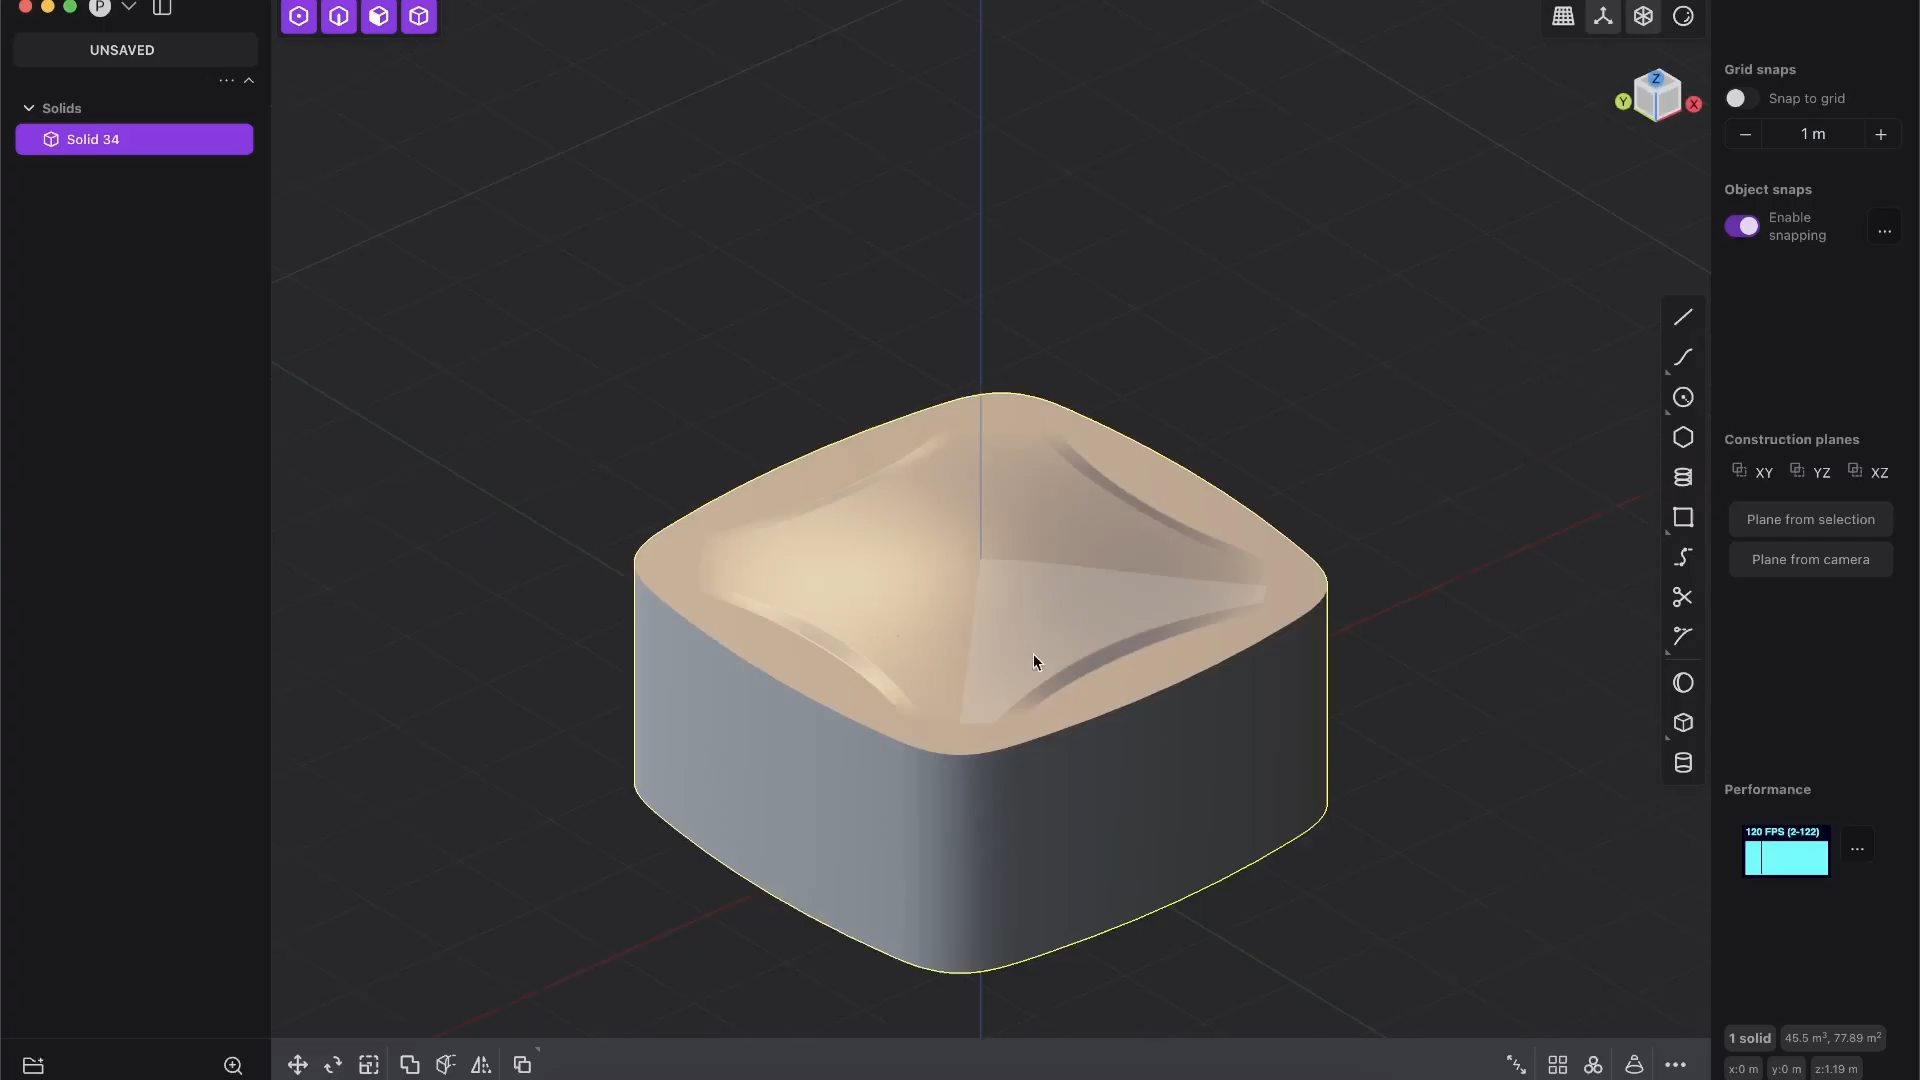 P
UNSAVED
Solids
Solid 34
Z
Y
X
Grid snaps
Snap to grid
1 m
Object snaps
Enable
snapping
...
Construction planes
XY YZ XZ
Plane from selection
Plane from camera
Performance
120 FPS (2-122)
...
1 solid 45.5 m³, 77.89 m²
x:0 m y:0 m z:1.19 m